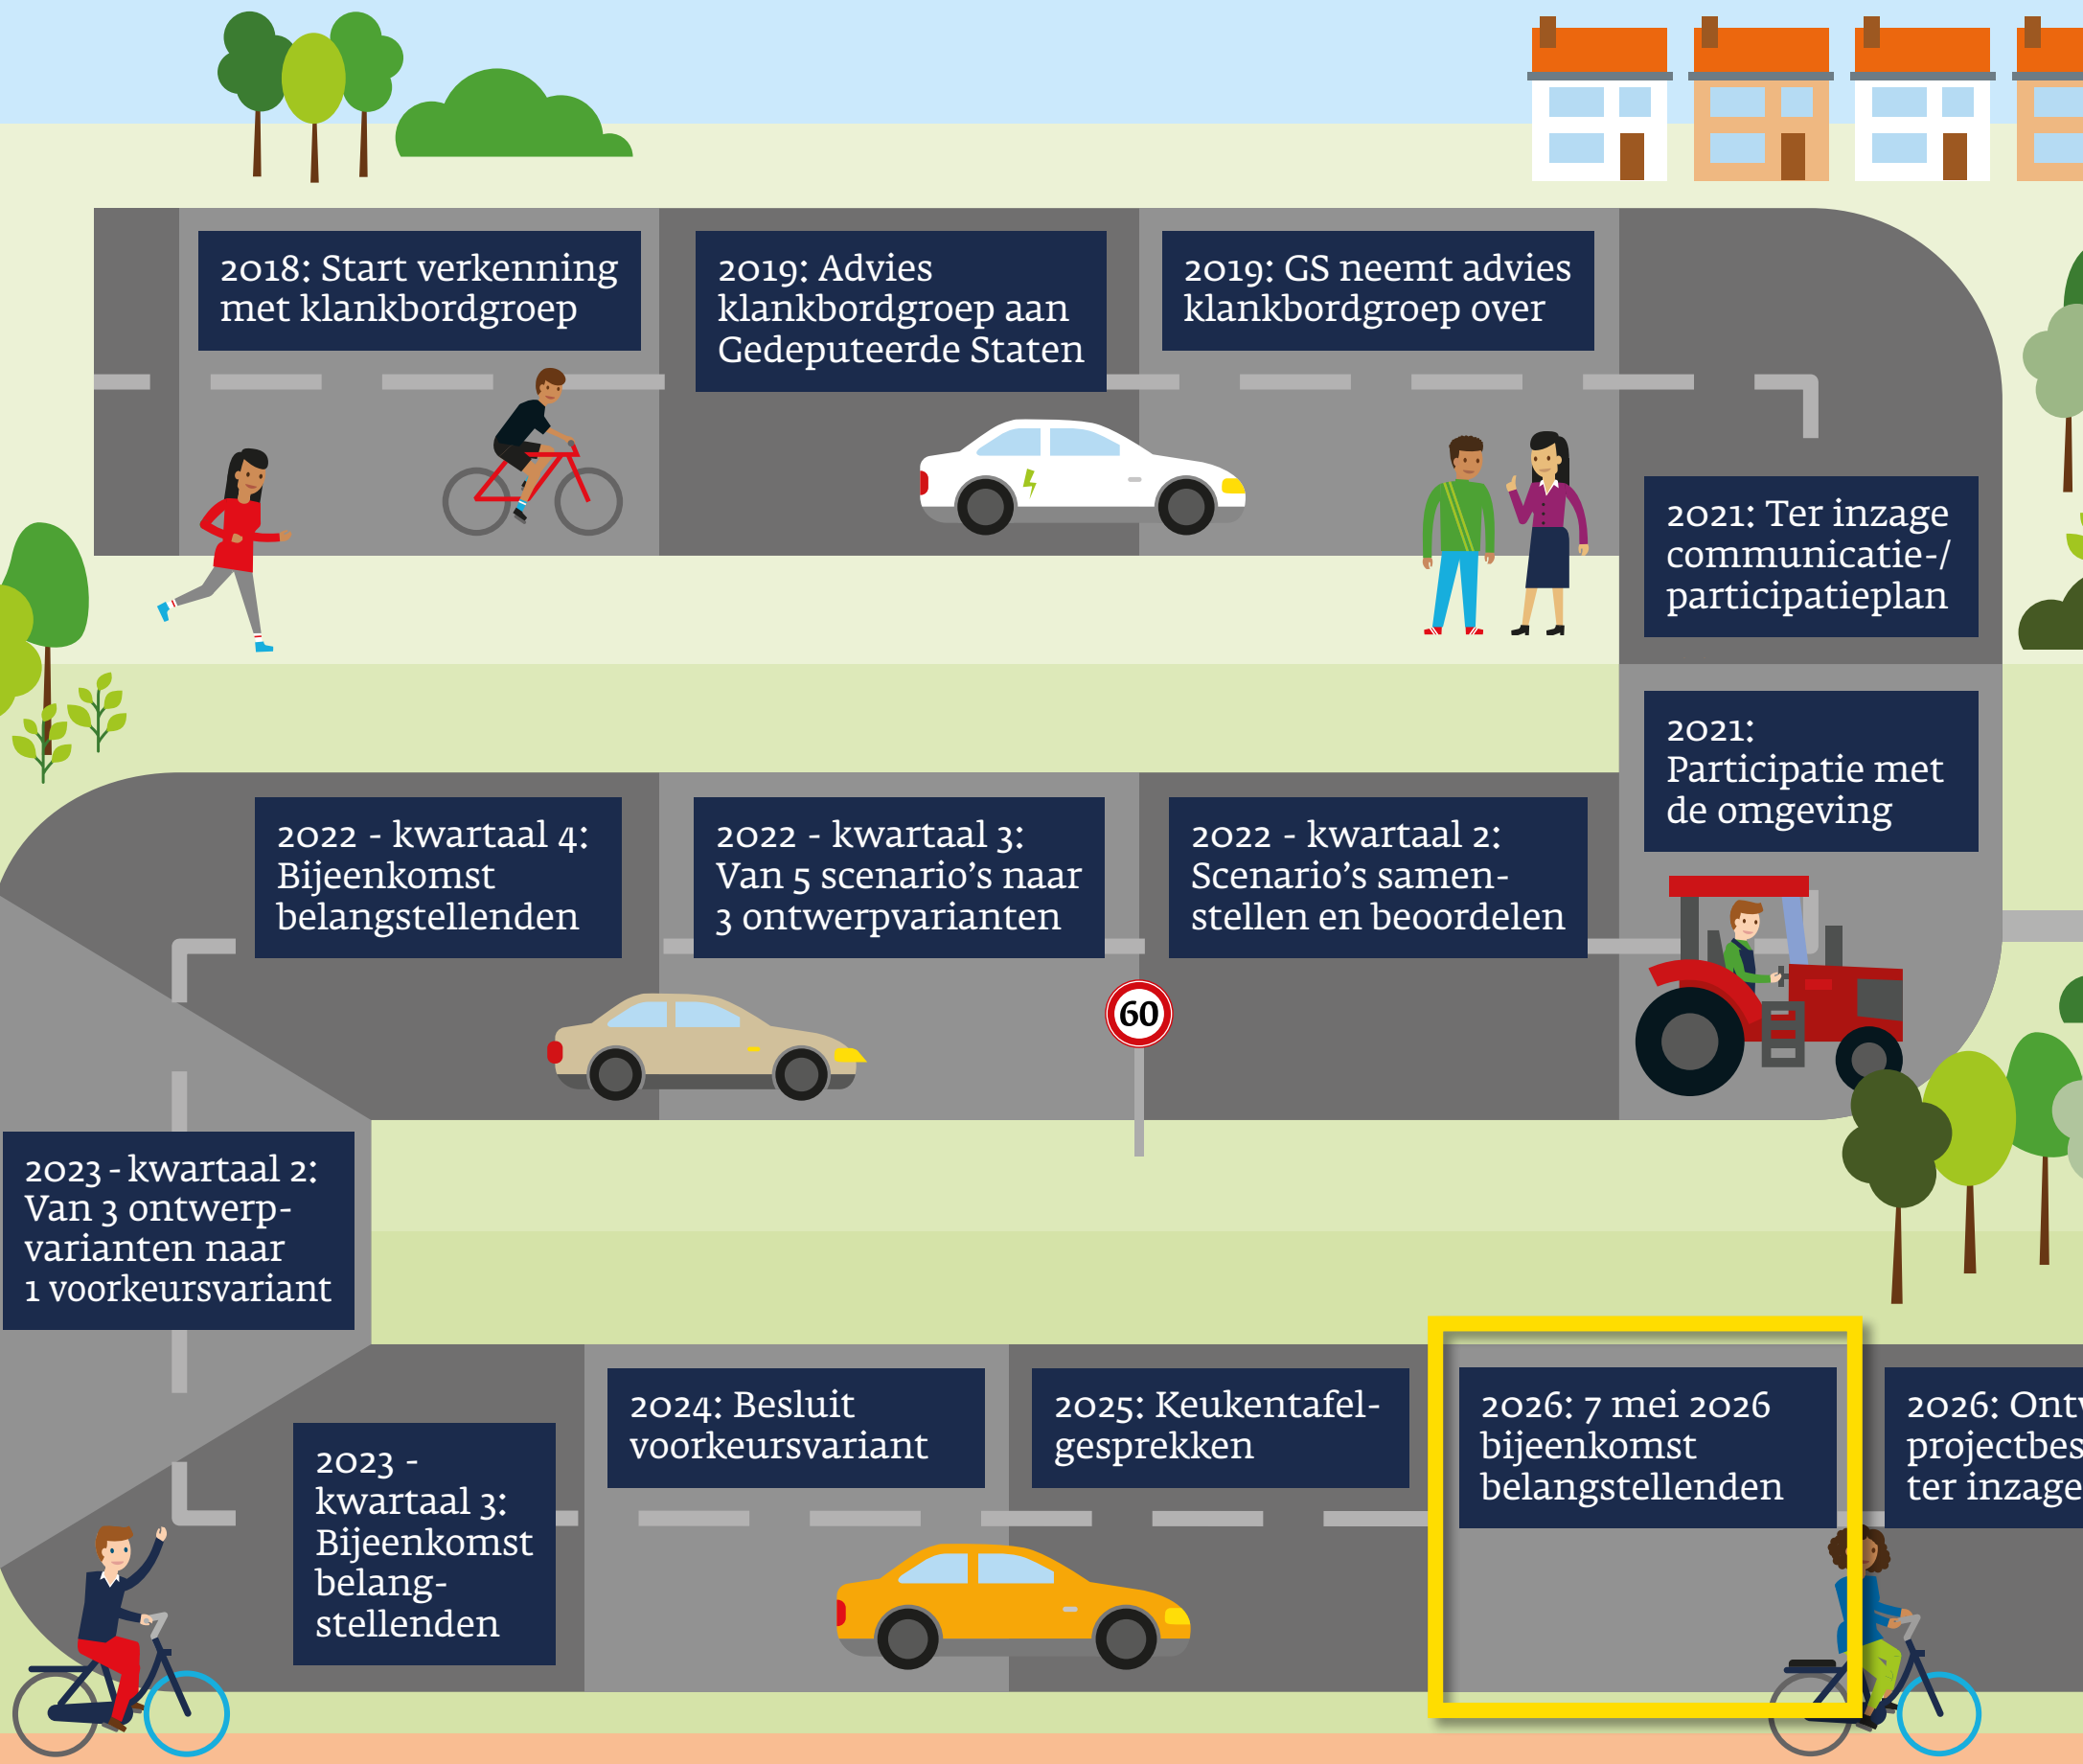 2018: Start verkenning
met klankbordgroep
2019: Advies
klankbordgroep aan
Gedeputeerde Staten
2019: GS neemt advies
klankbordgroep over
2021: Ter inzage
communicatie-/
participatieplan
2021:
Participatie met
de omgeving
2022 - kwartaal 2:
Scenario’s samen-
stellen en beoordelen
2022 - kwartaal 3:
Van 5 scenario’s naar
3 ontwerpvarianten
2022 - kwartaal 4:
Bijeenkomst
belangstellenden
60
2023 - kwartaal 2:
Van 3 ontwerp-
varianten naar
1 voorkeursvariant
2023 -
kwartaal 3:
Bijeenkomst
belang-
stellenden
2024: Besluit
voorkeursvariant
2025: Keukentafel-
gesprekken
2026: 7 mei 2026
bijeenkomst
belangstellenden
2026:
ter inzage